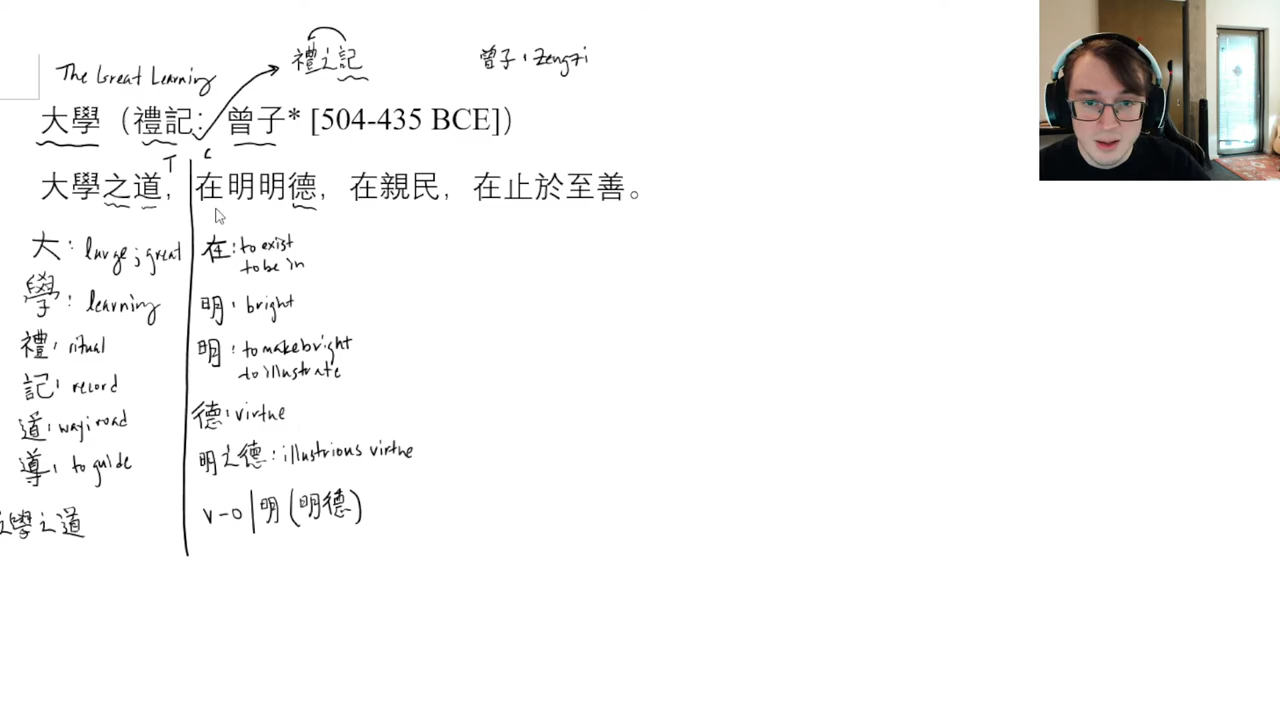 禮之記
曾子: Zengzi
The Great Learning
大學（禮記: 曾子* [504-435 BCE]）
T
C
大學之道，在明明德，在親民，在止於至善。
大: large; great
學: learning
禮: ritual
記: record
道: way; road
導: to guide
學之道
在: to exist
to be in
明: bright
明: to make bright
to illustrate
德: virtue
明之德: illustrious virtue
V-O | 明 (明德)